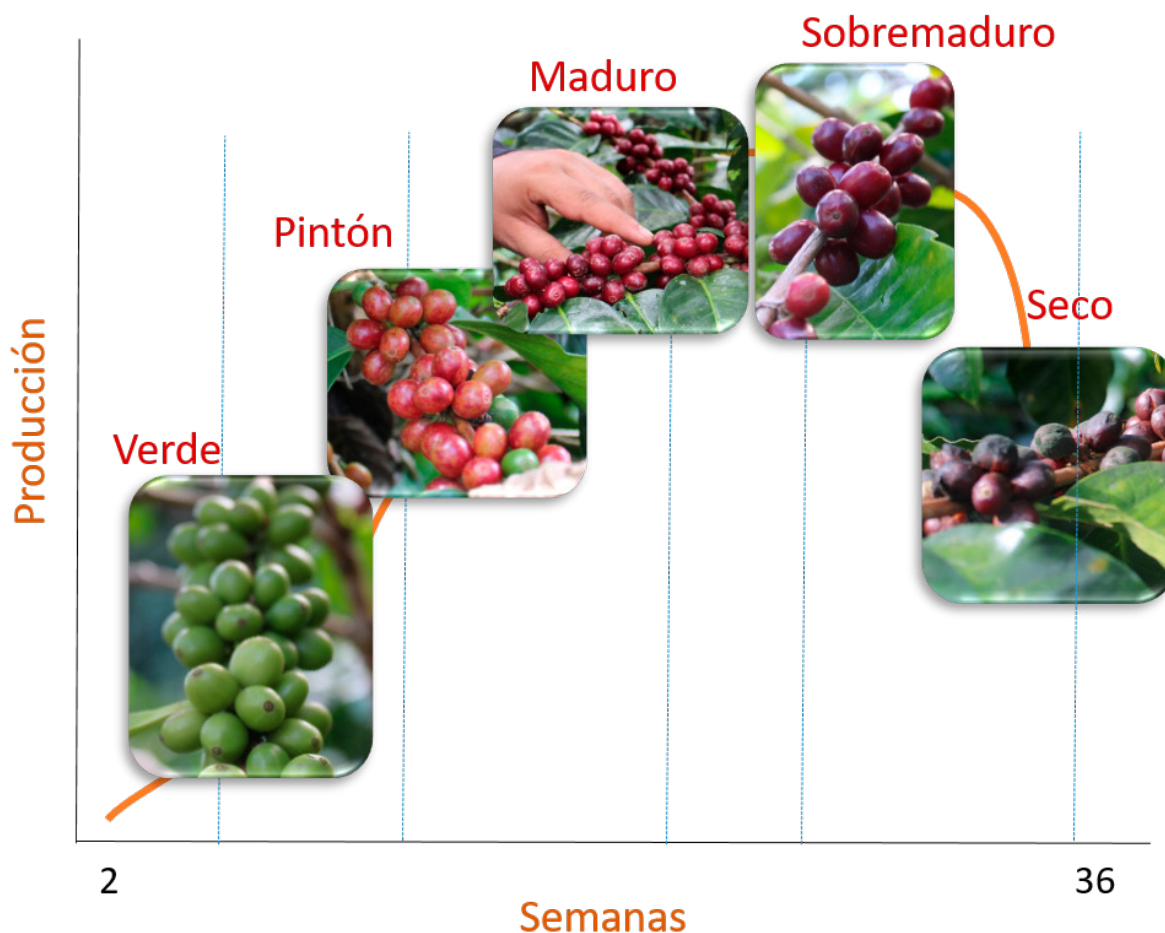 Sobremaduro
Maduro
Pintón
Seco
Verde
Producción
2
36
Semanas